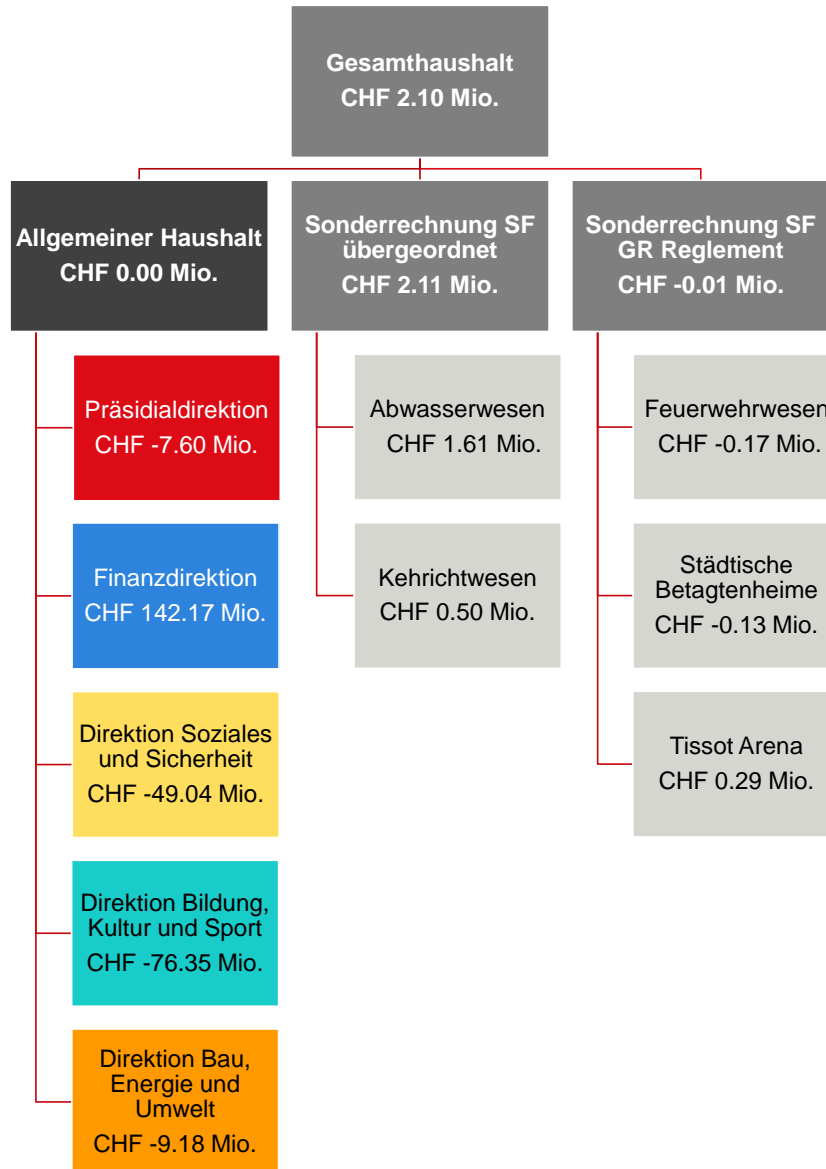 Gesamthaushalt
CHF 2.10 Mio.
Allgemeiner Haushalt
CHF 0.00 Mio.
Präsidialdirektion
CHF -7.60 Mio.
Finanzdirektion
CHF 142.17 Mio.
Direktion Soziales
und Sicherheit
CHF -49.04 Mio.
Direktion Bildung,
Kultur und Sport
CHF -76.35 Mio.
Direktion Bau,
Energie und
Umwelt
CHF -9.18 Mio.
Sonderrechnung SF
übergeordnet
CHF 2.11 Mio.
Abwasserwesen
CHF 1.61 Mio.
Kehrichtwesen
CHF 0.50 Mio.
Sonderrechnung SF
GR Reglement
CHF -0.01 Mio.
Feuerwehrwesen
CHF -0.17 Mio.
Städtische
Betagtenheime
CHF -0.13 Mio.
Tissot Arena
CHF 0.29 Mio.